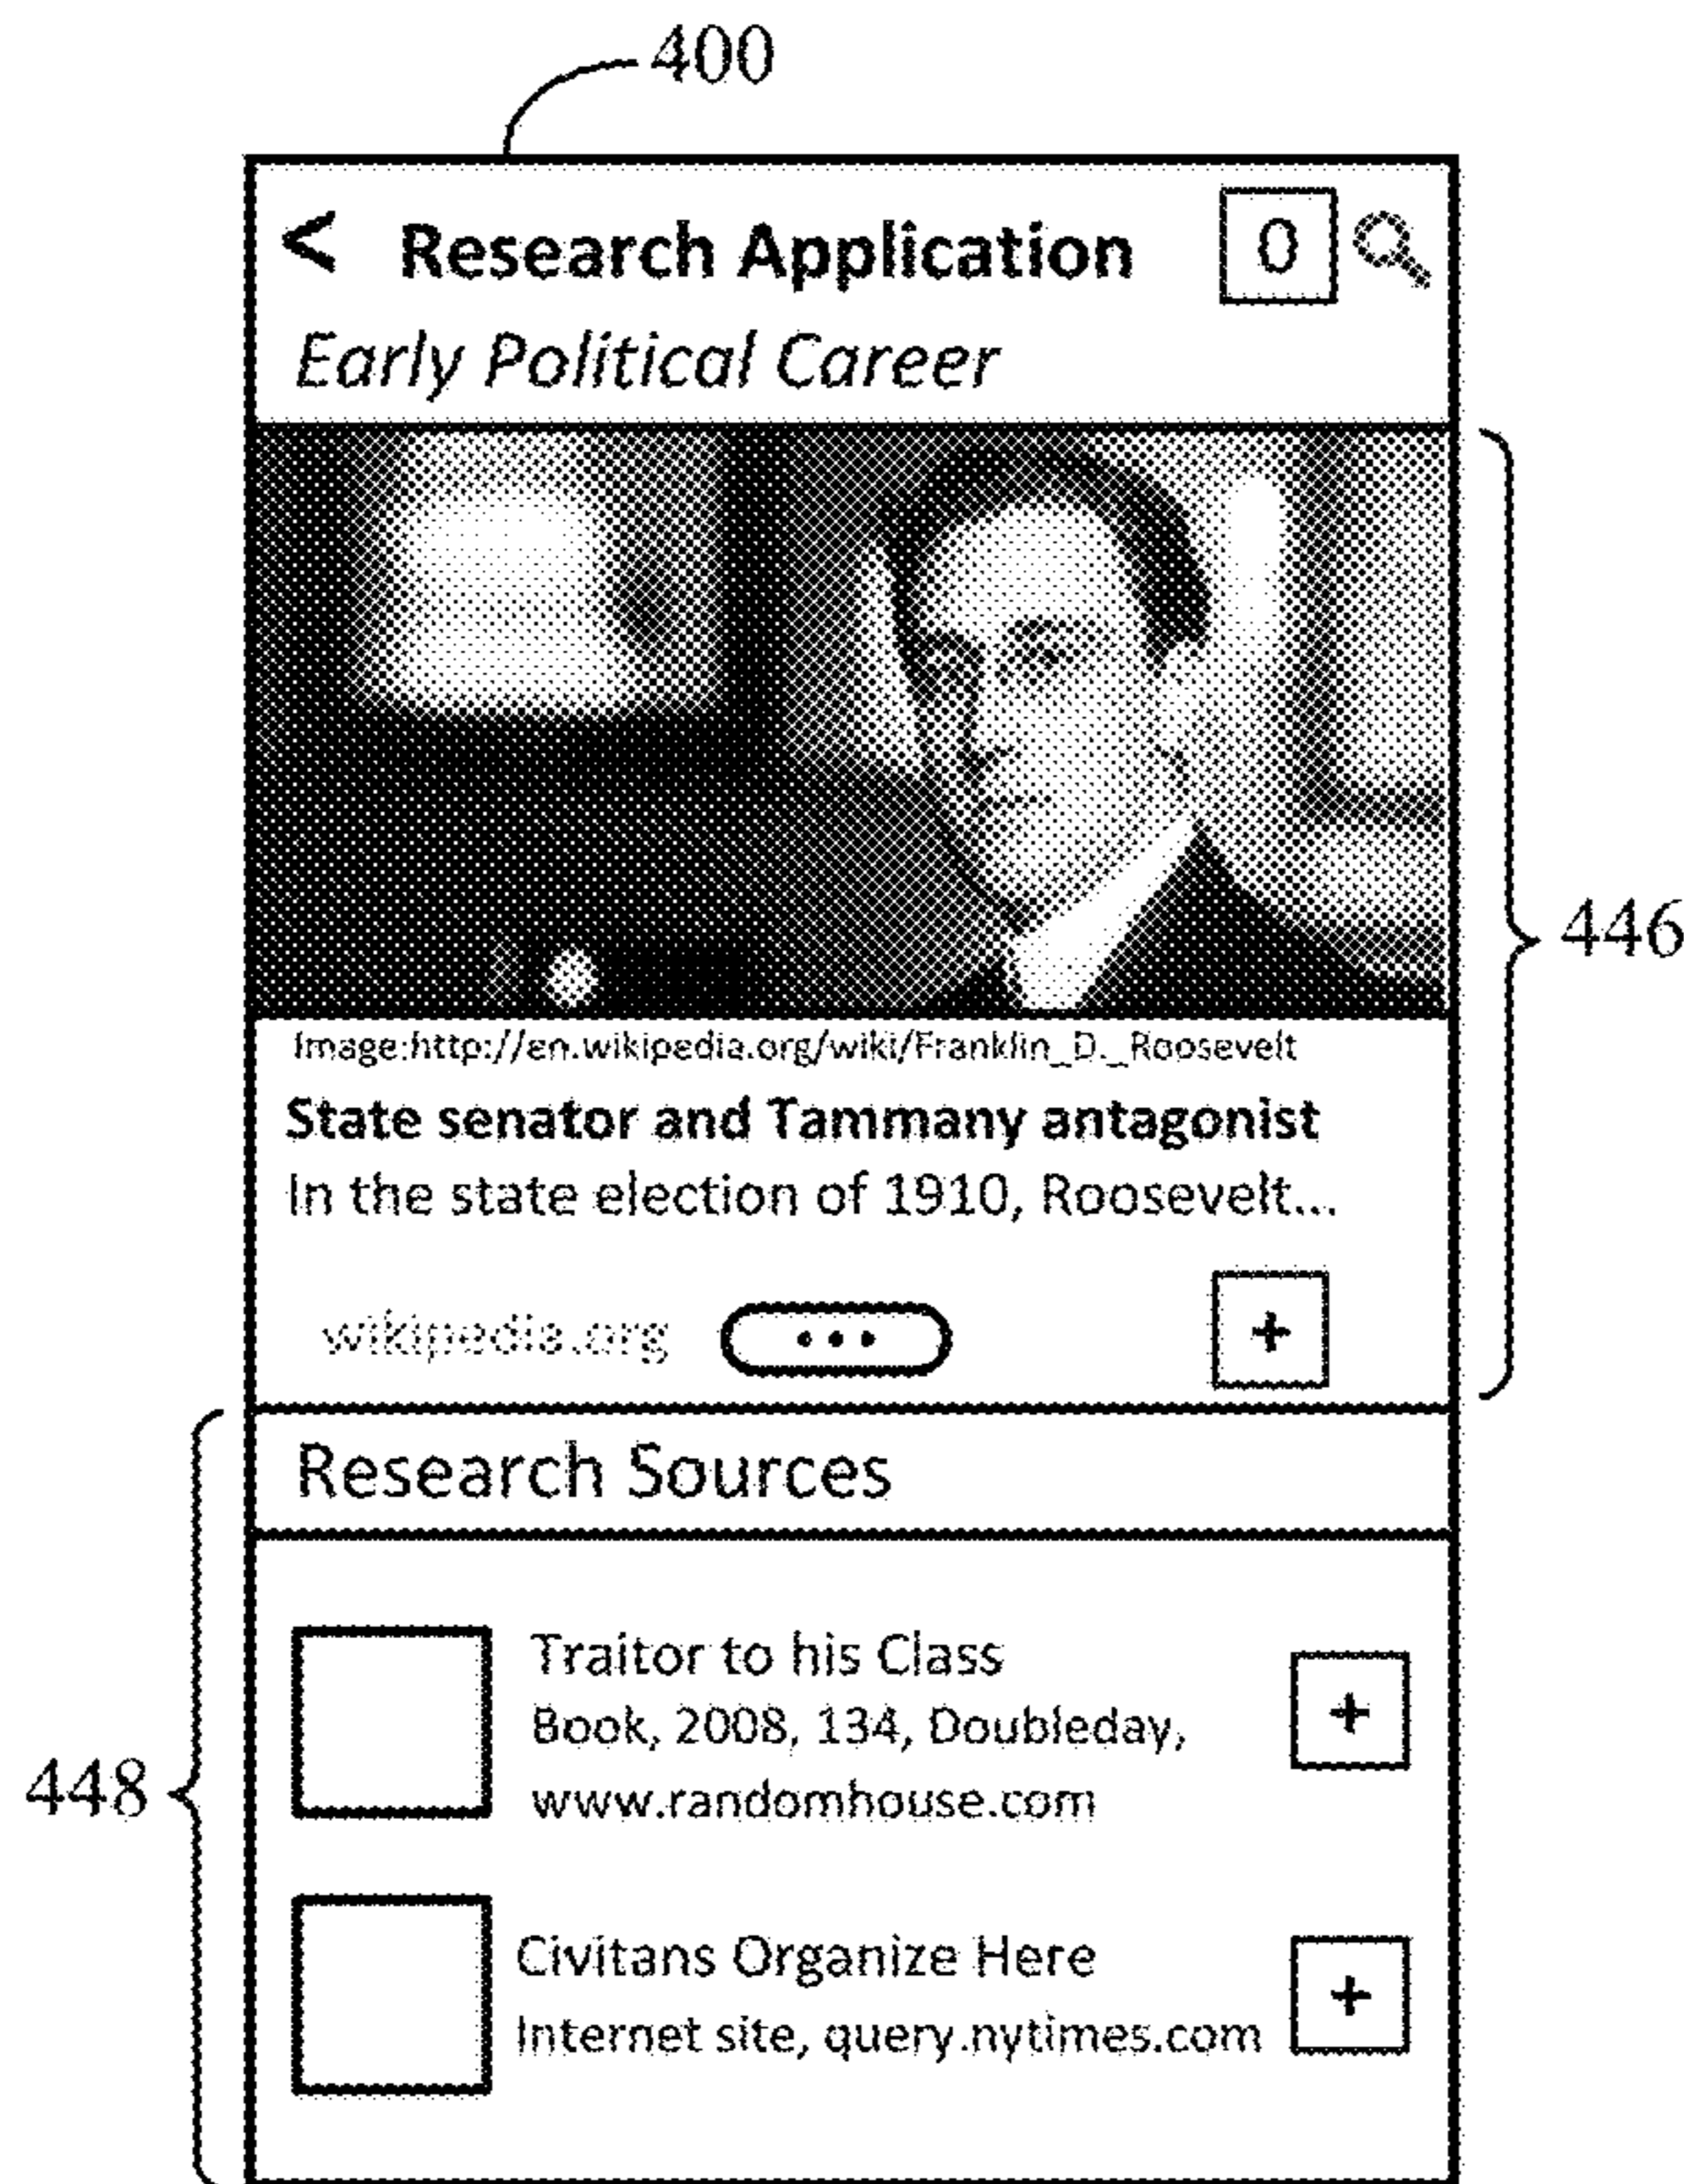 400
< Research Application 0
Early Political Career
446
Image:http://en.wikipedia.org/wiki/Franklin_D._Roosevelt
State senator and Tammany antagonist
In the state election of 1910, Roosevelt...
wikipedia.org ... +
Research Sources
448
Traitor to his Class
Book, 2008, 134, Doubleday,
www.randomhouse.com
+
Civitans Organize Here
Internet site, query.nytimes.com
+